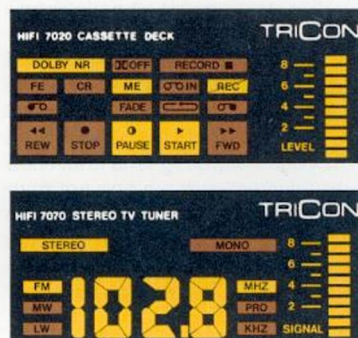 HIFI 7020 CASSETTE DECK TRICON
DOLBY NR OFF RECORD 8
FE CR ME IN REC 6
FADE 4
REW STOP PAUSE START FWD 2
LEVEL
HIFI 7070 STEREO TV TUNER TRICON
STEREO MONO 8
6
FM 102.8 MHZ 4
MW PRO 2
LW KHZ SIGNAL